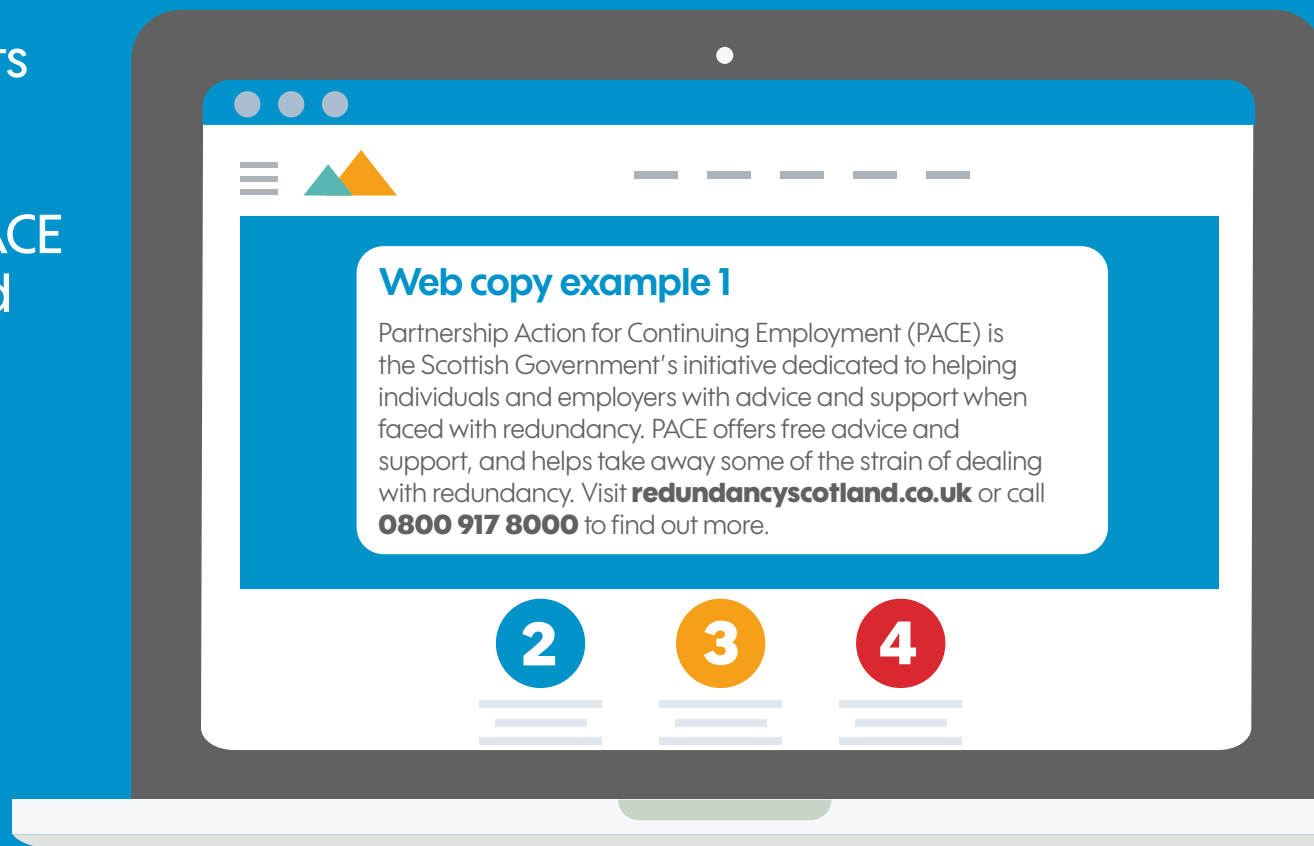 Web copy example 1
Partnership Action for Continuing Employment (PACE) is
the Scottish Government's initiative dedicated to helping
individuals and employers with advice and support when
faced with redundancy. PACE offers free advice and
support, and helps take away some of the strain of dealing
with redundancy. Visit redundancyscotland.co.uk or call
0800 917 8000 to find out more.
2 3 4